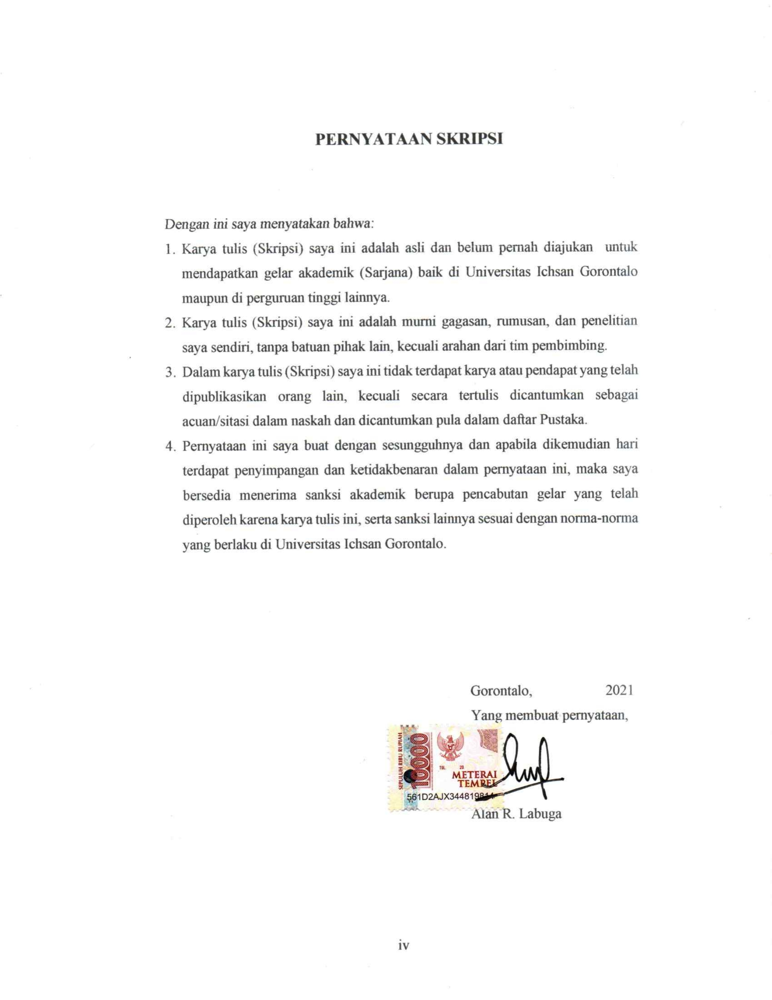 PERNYATAAN SKRIPSI
Dengan ini saya menyatakan bahwa:
1. Karya tulis (Skripsi) saya ini adalah asli dan belum pernah diajukan untuk
mendapatkan gelar akademik (Sarjana) baik di Universitas Ichsan Gorontalo
maupun di perguruan tinggi lainnya.
2. Karya tulis (Skripsi) saya ini adalah murni gagasan, rumusan, dan penelitian
saya sendiri, tanpa batuan pihak lain, kecuali arahan dari tim pembimbing.
3. Dalam karya tulis (Skripsi) saya ini tidak terdapat karya atau pendapat yang telah
dipublikasikan orang lain, kecuali secara tertulis dicantumkan sebagai
acuan/sitasi dalam naskah dan dicantumkan pula dalam daftar Pustaka.
4. Pernyataan ini saya buat dengan sesungguhnya dan apabila dikemudian hari
terdapat penyimpangan dan ketidakbenaran dalam pernyataan ini, maka saya
bersedia menerima sanksi akademik berupa pencabutan gelar yang telah
diperoleh karena karya tulis ini, serta sanksi lainnya sesuai dengan norma-norma
yang berlaku di Universitas Ichsan Gorontalo.
Gorontalo, 2021
Yang membuat pernyataan,
SEPULUH RIBU RUPIAH
10000
TGL. 20
METERAI
TEMPEL
Alan R. Labuga
iv